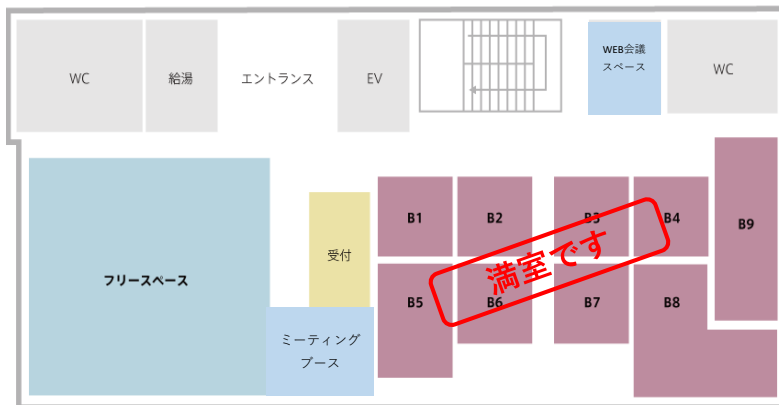 WC
給湯
エントランス
EV
WEB会議
スペース
WC
フリースペース
受付
ミーティング
ブース
B1
B2
B3
B4
B9
満室です
B5
B6
B7
B8